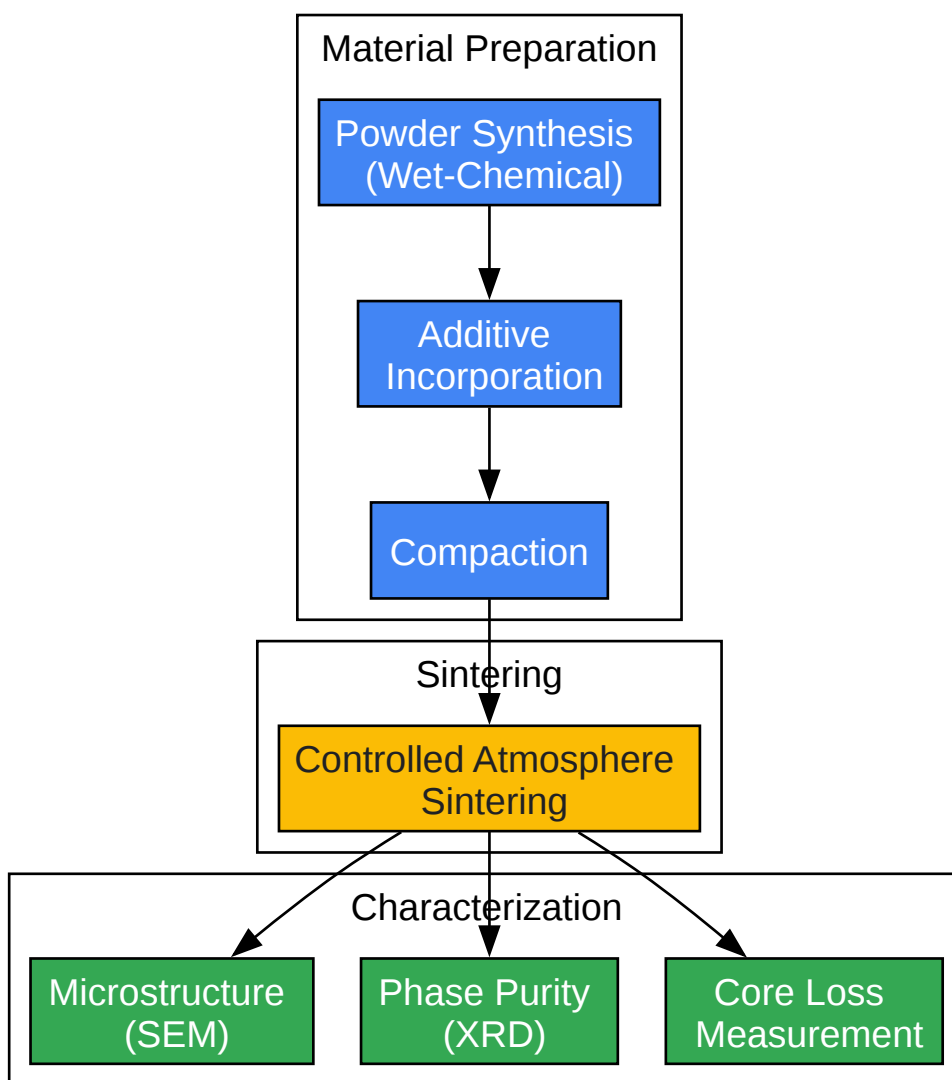 Material Preparation
Powder Synthesis
(Wet-Chemical)
Additive
Incorporation
Compaction
Sintering
Controlled Atmosphere
Sintering
Characterization
Microstructure
(SEM)
Phase Purity
(XRD)
Core Loss
Measurement